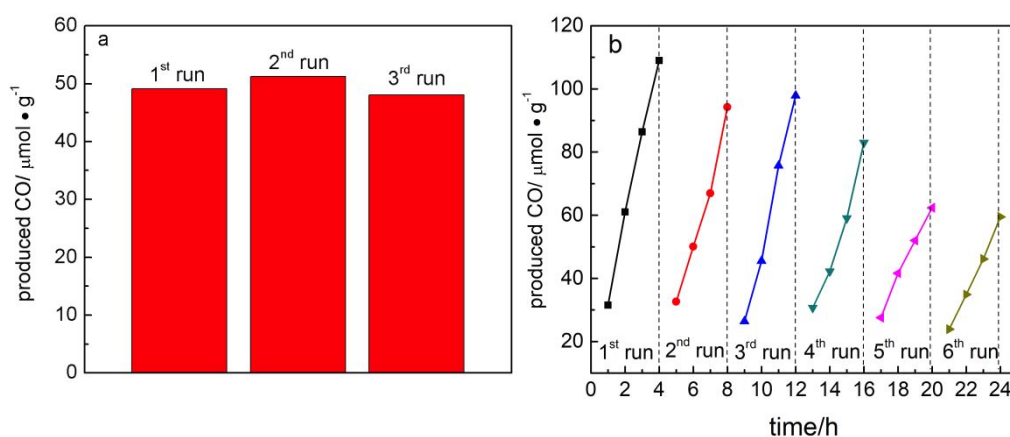 a
produced CO/ μmol • g⁻¹
60
50
40
30
20
10
0
1ˢᵗ run
2ⁿᵈ run
3ʳᵈ run
b
produced CO/ μmol • g⁻¹
120
100
80
60
40
20
1ˢᵗ run 2ⁿᵈ run 3ʳᵈ run 4ᵗʰ run 5ᵗʰ run 6ᵗʰ run
0 2 4 6 8 10 12 14 16 18 20 22 24
time/h